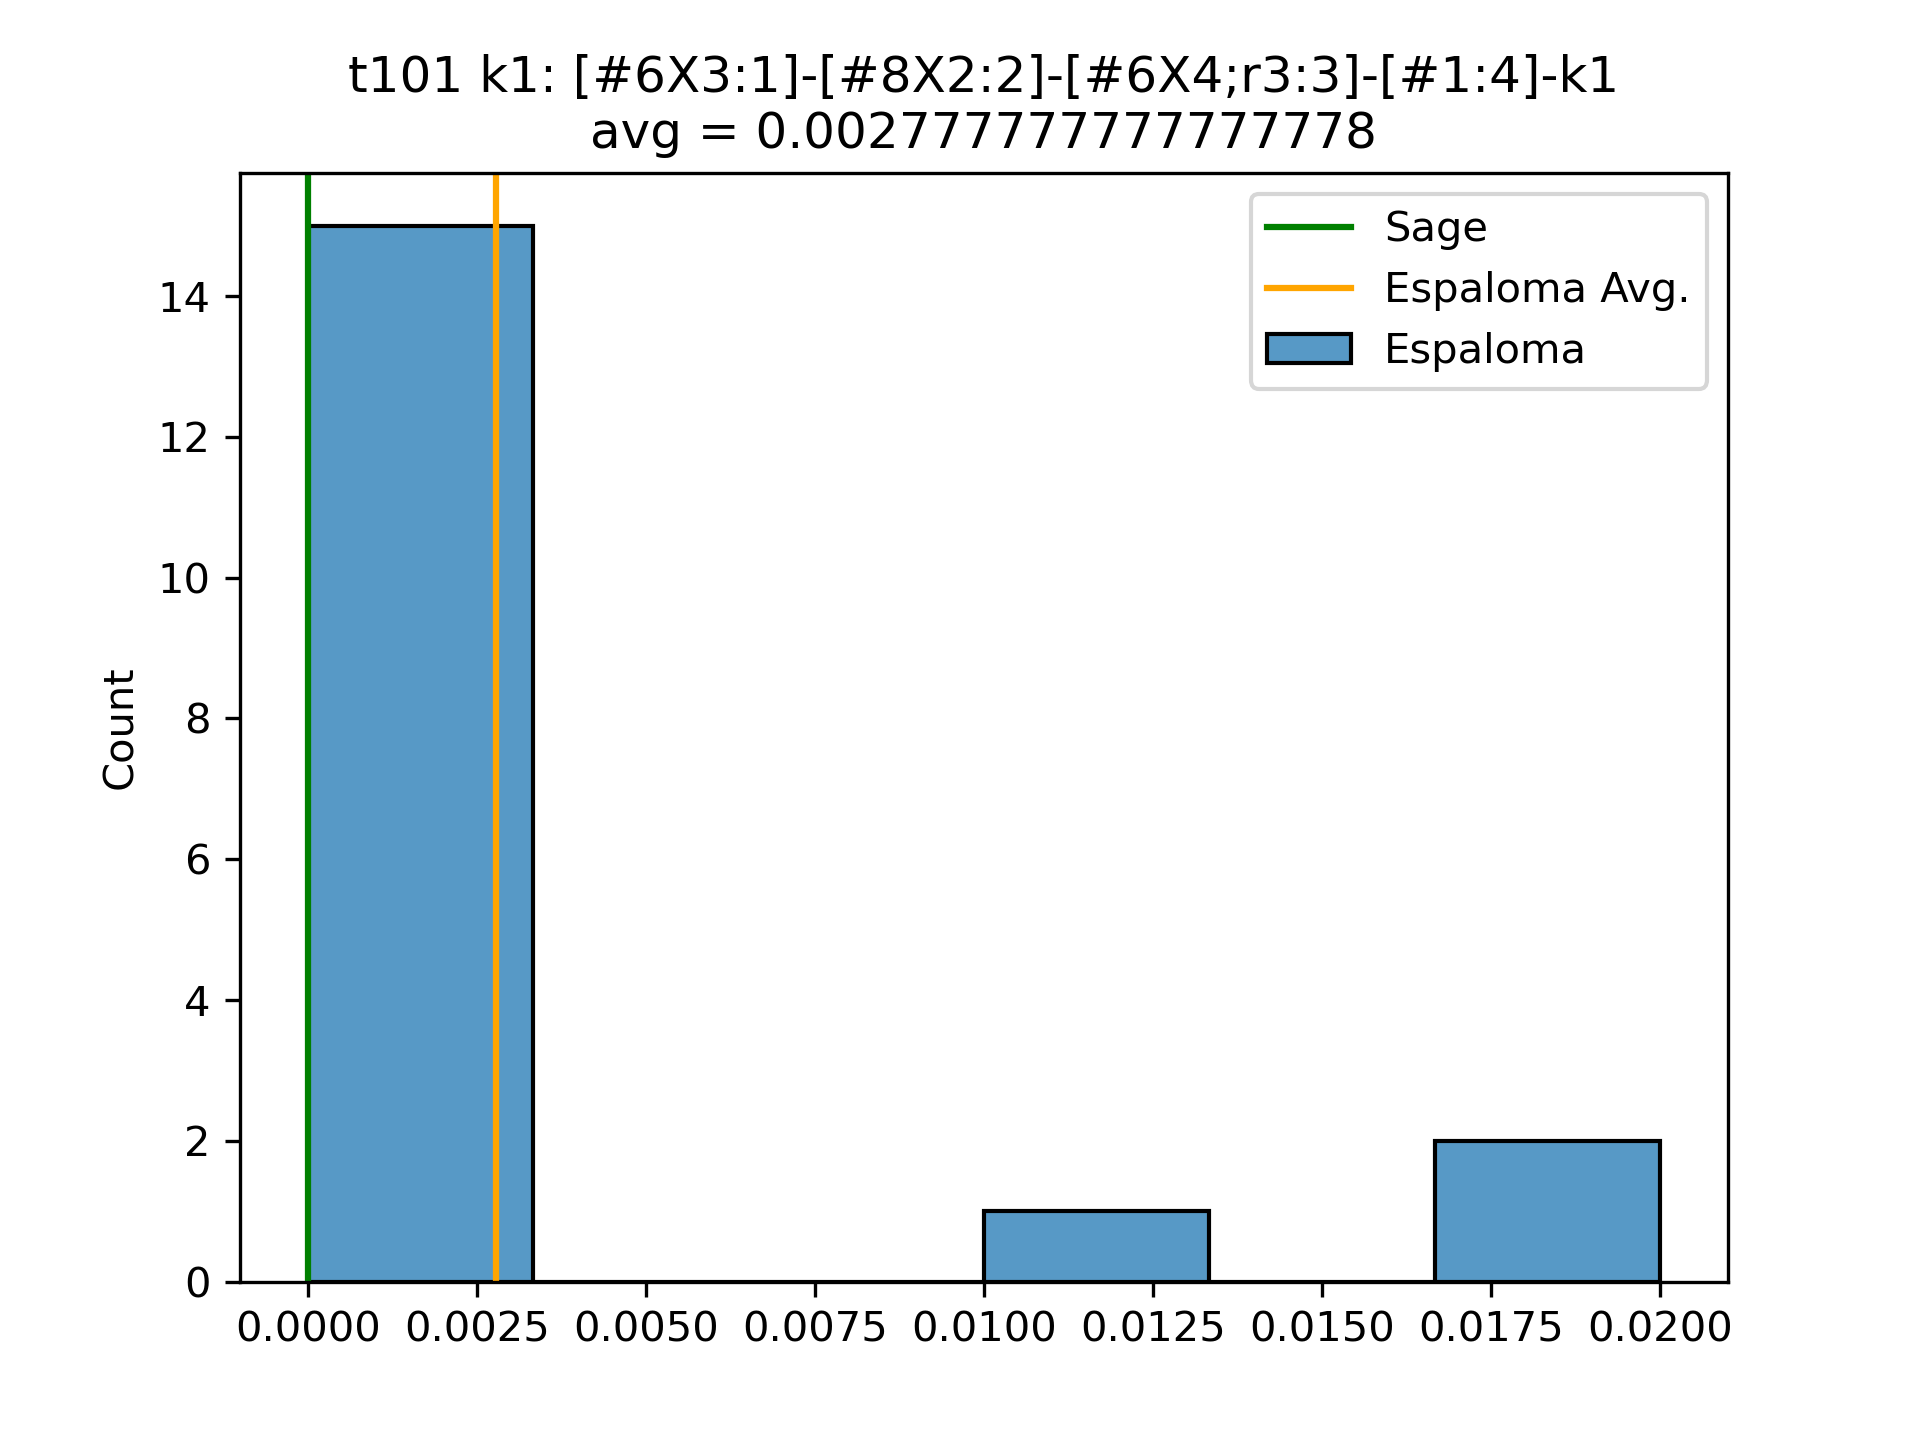 t101 k1: [#6X3:1]-[#8X2:2]-[#6X4;r3:3]-[#1:4]-k1
avg = 0.002777777777777778
Sage
Espaloma Avg.
Espaloma
Count
14
12
10
8
6
4
2
0
0.0000 0.0025 0.0050 0.0075 0.0100 0.0125 0.0150 0.0175 0.0200